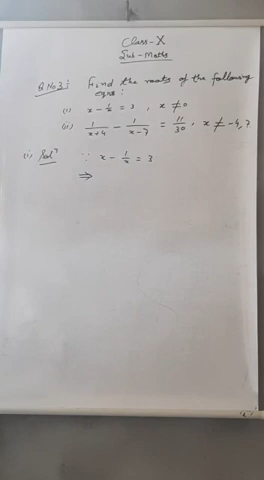 Class-X
Sub-Maths
Q No 3: Find the roots of the following
eqns:
(i) x - 1/x = 3, x ≠ 0
(ii) 1/(x+4) - 1/(x-7) = 11/30, x ≠ -4, 7
(i) Solⁿ ∵ x - 1/x = 3
⇒